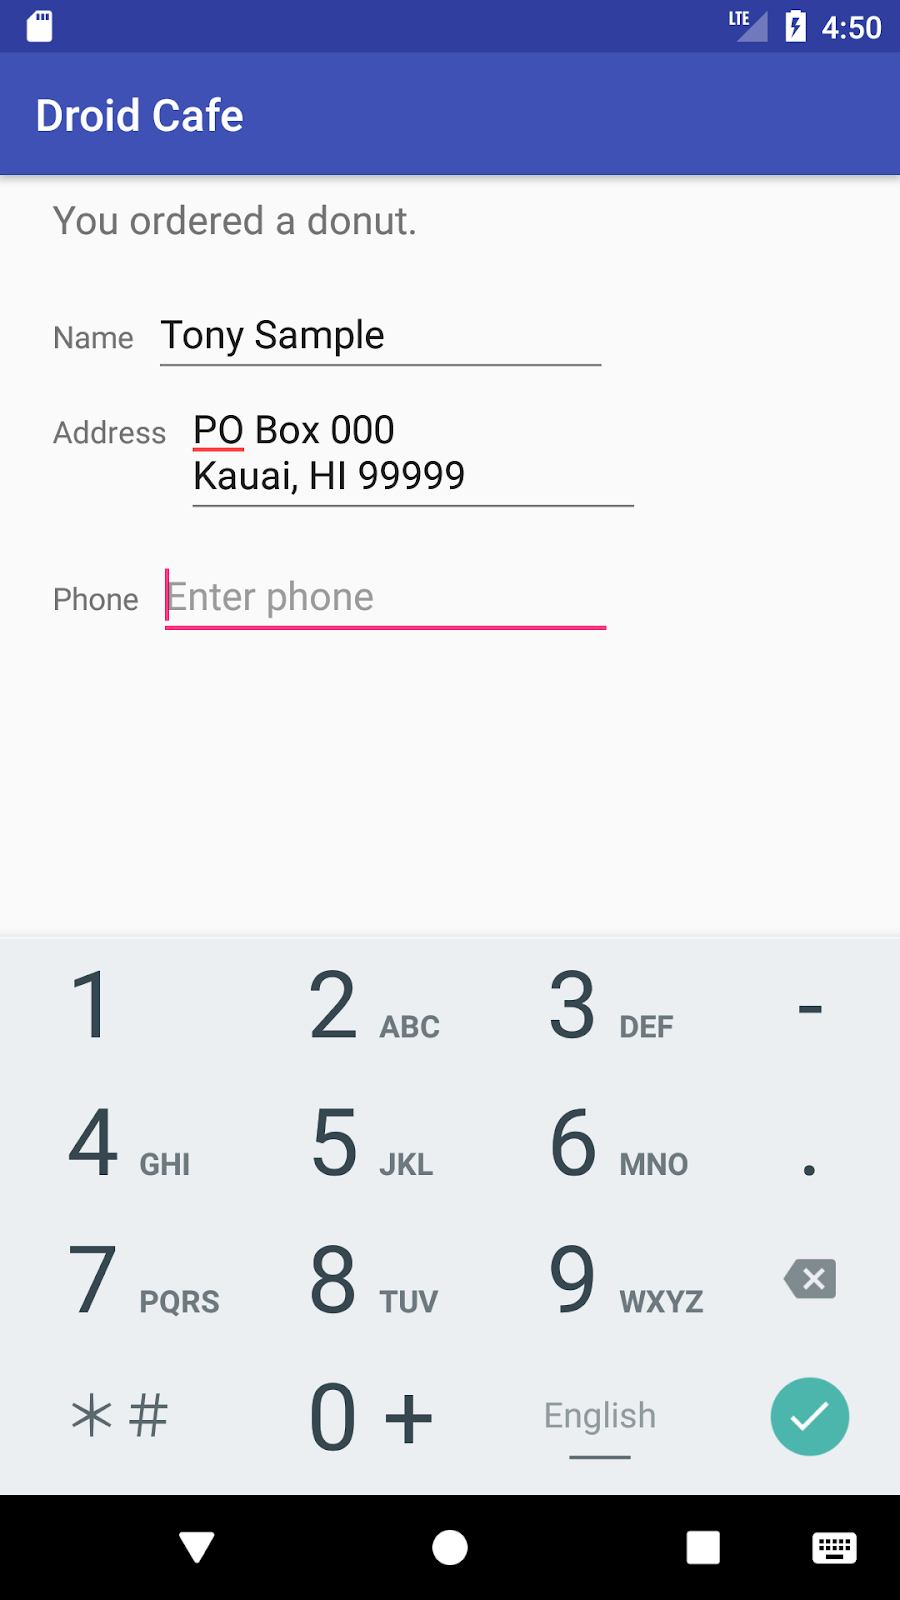 LTE 4:50
Droid Cafe
You ordered a donut.
Name Tony Sample
Address PO Box 000
Kauai, HI 99999
Phone Enter phone
1 2 ABC 3 DEF -
4 GHI 5 JKL 6 MNO .
7 PQRS 8 TUV 9 WXYZ
* # 0 + English